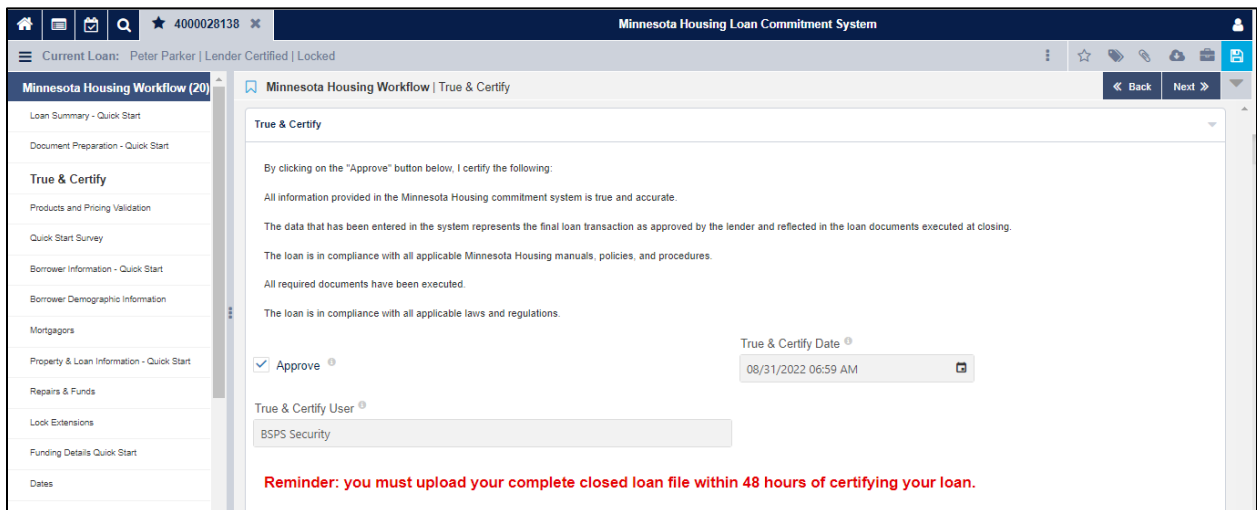 4000028138
Minnesota Housing Loan Commitment System
Current Loan: Peter Parker | Lender Certified | Locked
Minnesota Housing Workflow (20)
Minnesota Housing Workflow | True & Certify
Back
Next
Loan Summary - Quick Start
Document Preparation - Quick Start
True & Certify
Products and Pricing Validation
Quick Start Survey
Borrower Information - Quick Start
Borrower Demographic Information
Mortgagors
Property & Loan Information - Quick Start
Repairs & Funds
Lock Extensions
Funding Details Quick Start
Dates
True & Certify
By clicking on the "Approve" button below, I certify the following:
All information provided in the Minnesota Housing commitment system is true and accurate.
The data that has been entered in the system represents the final loan transaction as approved by the lender and reflected in the loan documents executed at closing.
The loan is in compliance with all applicable Minnesota Housing manuals, policies, and procedures.
All required documents have been executed.
The loan is in compliance with all applicable laws and regulations.
Approve
True & Certify Date
08/31/2022 06:59 AM
True & Certify User
BSPS Security
Reminder: you must upload your complete closed loan file within 48 hours of certifying your loan.